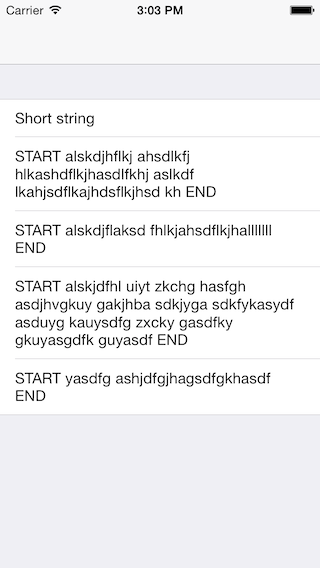 Carrier 3:03 PM
Short string
START alskdjhflkj ahsdlkfj
hlkashdflkjhasdlfkhj aslkdf
lkahjsdflkajhdsflkjhsd kh END
START alskdjflaksd fhlkjahsdflkjhalllllll
END
START alskjdfhl uiyt zkchg hasfgh
asdjhvgkuy gakjhba sdkjyga sdkfykasydf
asduyg kauysdfg zxcky gasdfky
gkuyasgdfk guyasdf END
START yasdfg ashjdfgjhagsdfgkhasdf
END